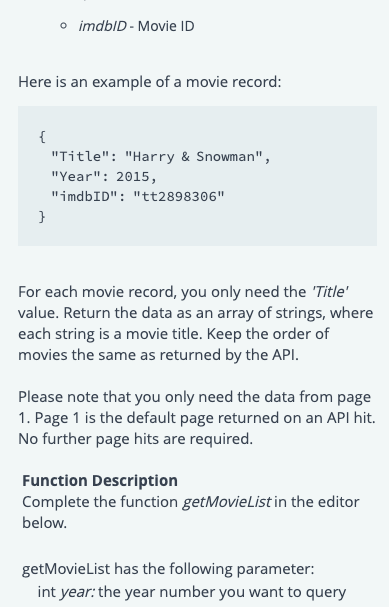 ◦ imdbID - Movie ID
Here is an example of a movie record:
{
"Title": "Harry & Snowman",
"Year": 2015,
"imdbID": "tt2898306"
}
For each movie record, you only need the 'Title'
value. Return the data as an array of strings, where
each string is a movie title. Keep the order of
movies the same as returned by the API.
Please note that you only need the data from page
1. Page 1 is the default page returned on an API hit.
No further page hits are required.
Function Description
Complete the function getMovieList in the editor
below.
getMovieList has the following parameter:
int year: the year number you want to query